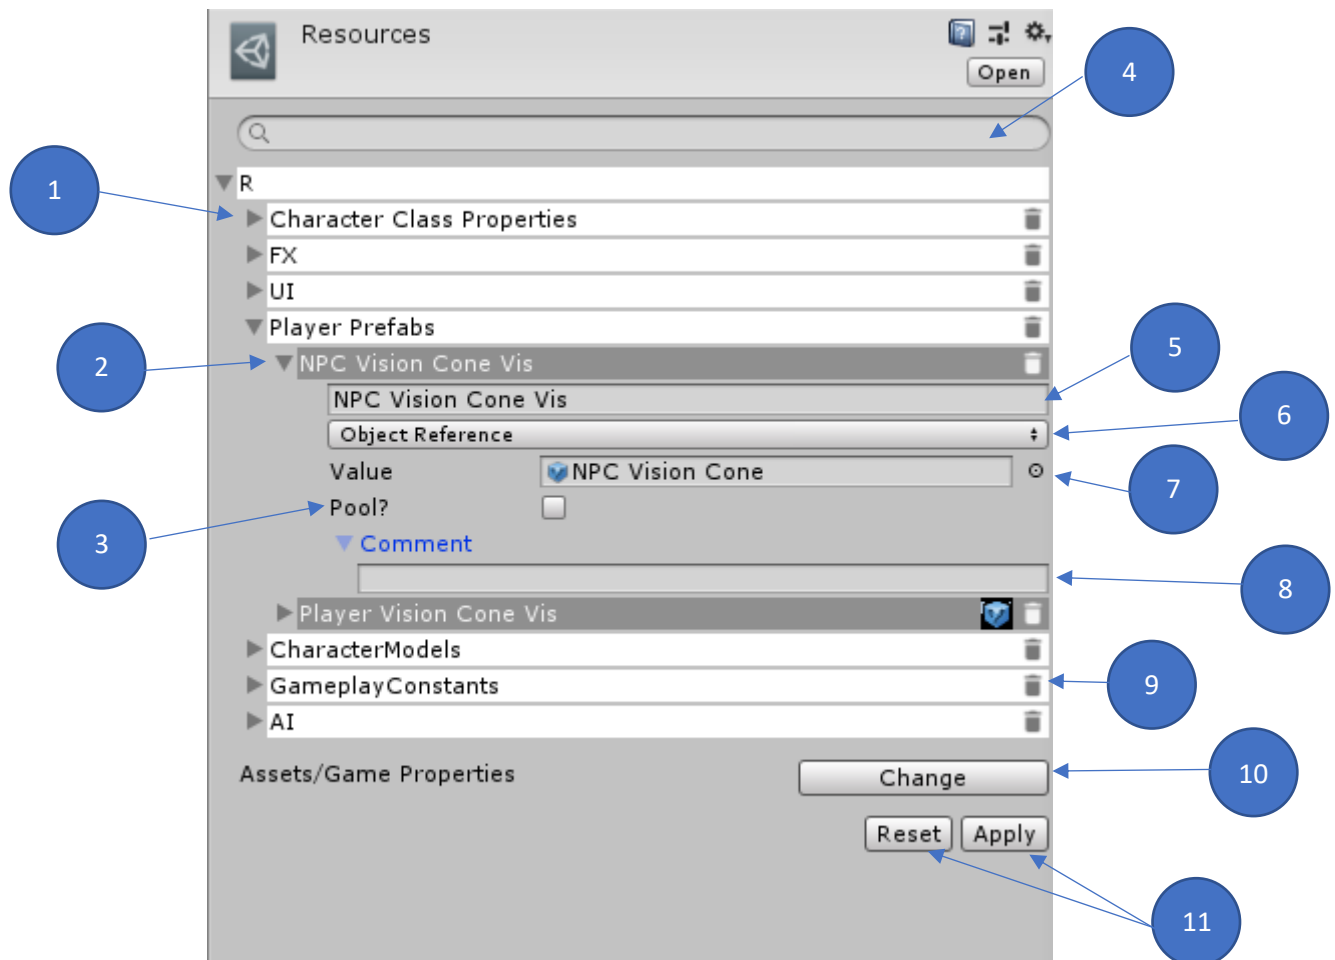 Resources
Open
4
1
R
Character Class Properties
FX
UI
Player Prefabs
2
NPC Vision Cone Vis
5
NPC Vision Cone Vis
6
Object Reference
Value NPC Vision Cone
7
3
Pool?
Comment
8
Player Vision Cone Vis
CharacterModels
GameplayConstants
9
AI
Assets/Game Properties Change
10
Reset Apply
11